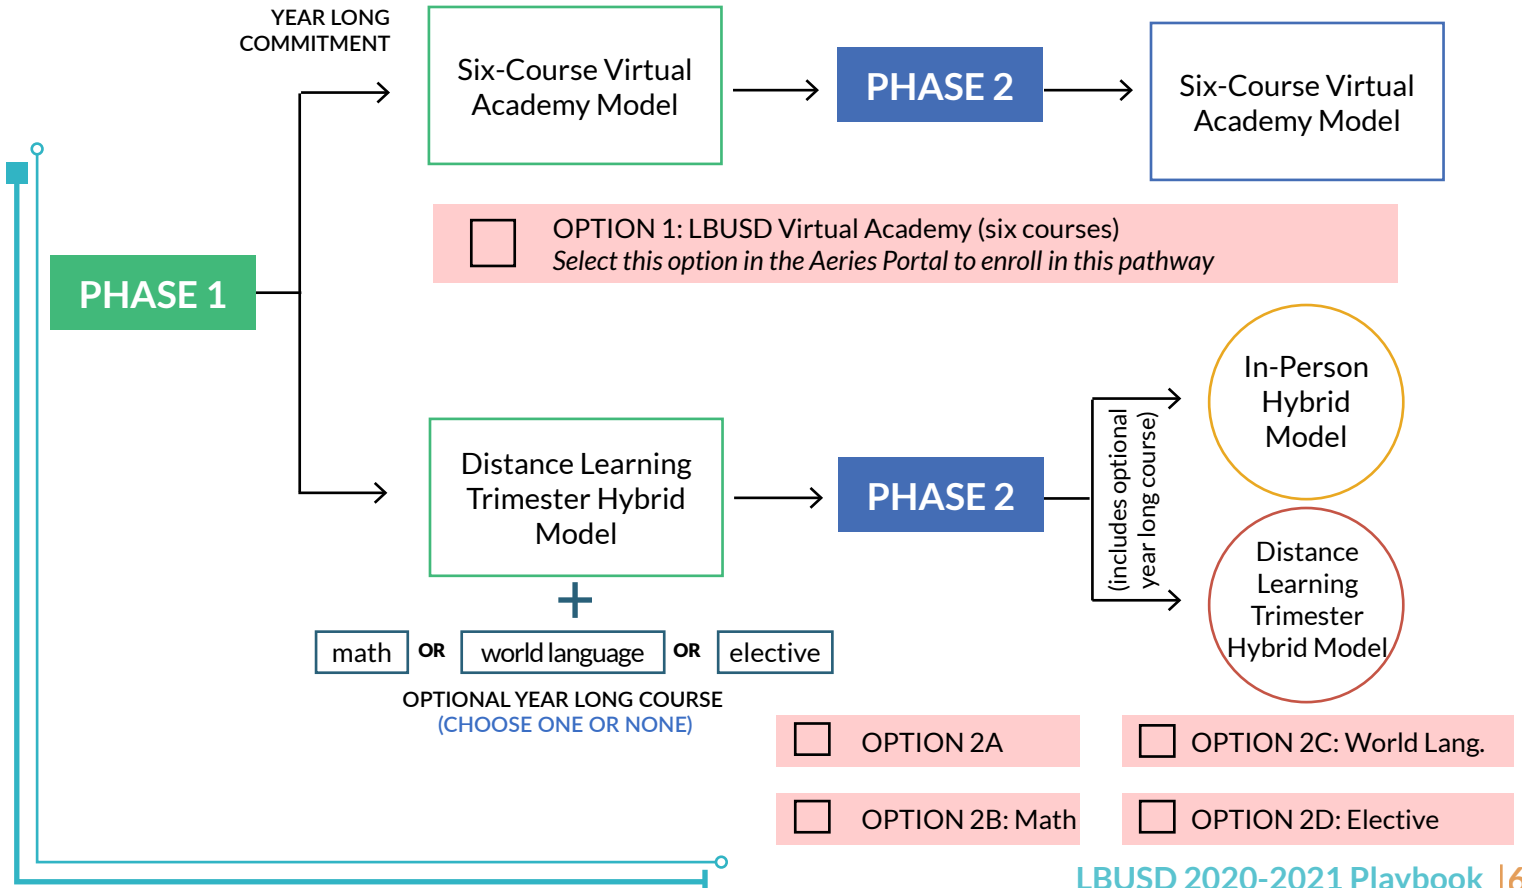 YEAR LONG
COMMITMENT
Six-Course Virtual
Academy Model
PHASE 2
Six-Course Virtual
Academy Model
OPTION 1: LBUSD Virtual Academy (six courses)
Select this option in the Aeries Portal to enroll in this pathway
PHASE 1
Distance Learning
Trimester Hybrid
Model
PHASE 2
(includes optional
year long course)
In-Person
Hybrid
Model
Distance
Learning
Trimester
Hybrid Model
math OR world language OR elective
OPTIONAL YEAR LONG COURSE
(CHOOSE ONE OR NONE)
OPTION 2A
OPTION 2C: World Lang.
OPTION 2B: Math
OPTION 2D: Elective
LBUSD 2020-2021 Playbook |6